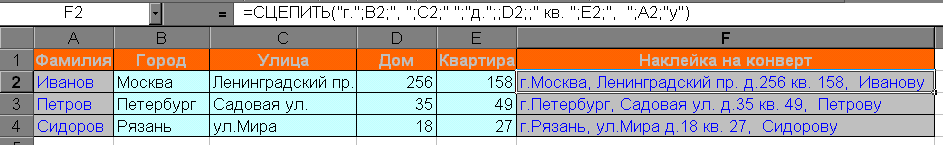 F2 = =СЦЕПИТЬ("г.";B2;", ";C2;" ";"д.";;D2;;" кв. ";E2;",  ";A2;"у")
A B C D E F
1 Фамилия Город Улица Дом Квартира Наклейка на конверт
2 Иванов Москва Ленинградский пр. 256 158 г.Москва, Ленинградский пр. д.256 кв. 158,  Иванову
3 Петров Петербург Садовая ул. 35 49 г.Петербург, Садовая ул. д.35 кв. 49,  Петрову
4 Сидоров Рязань ул.Мира 18 27 г.Рязань, ул.Мира д.18 кв. 27,  Сидорову